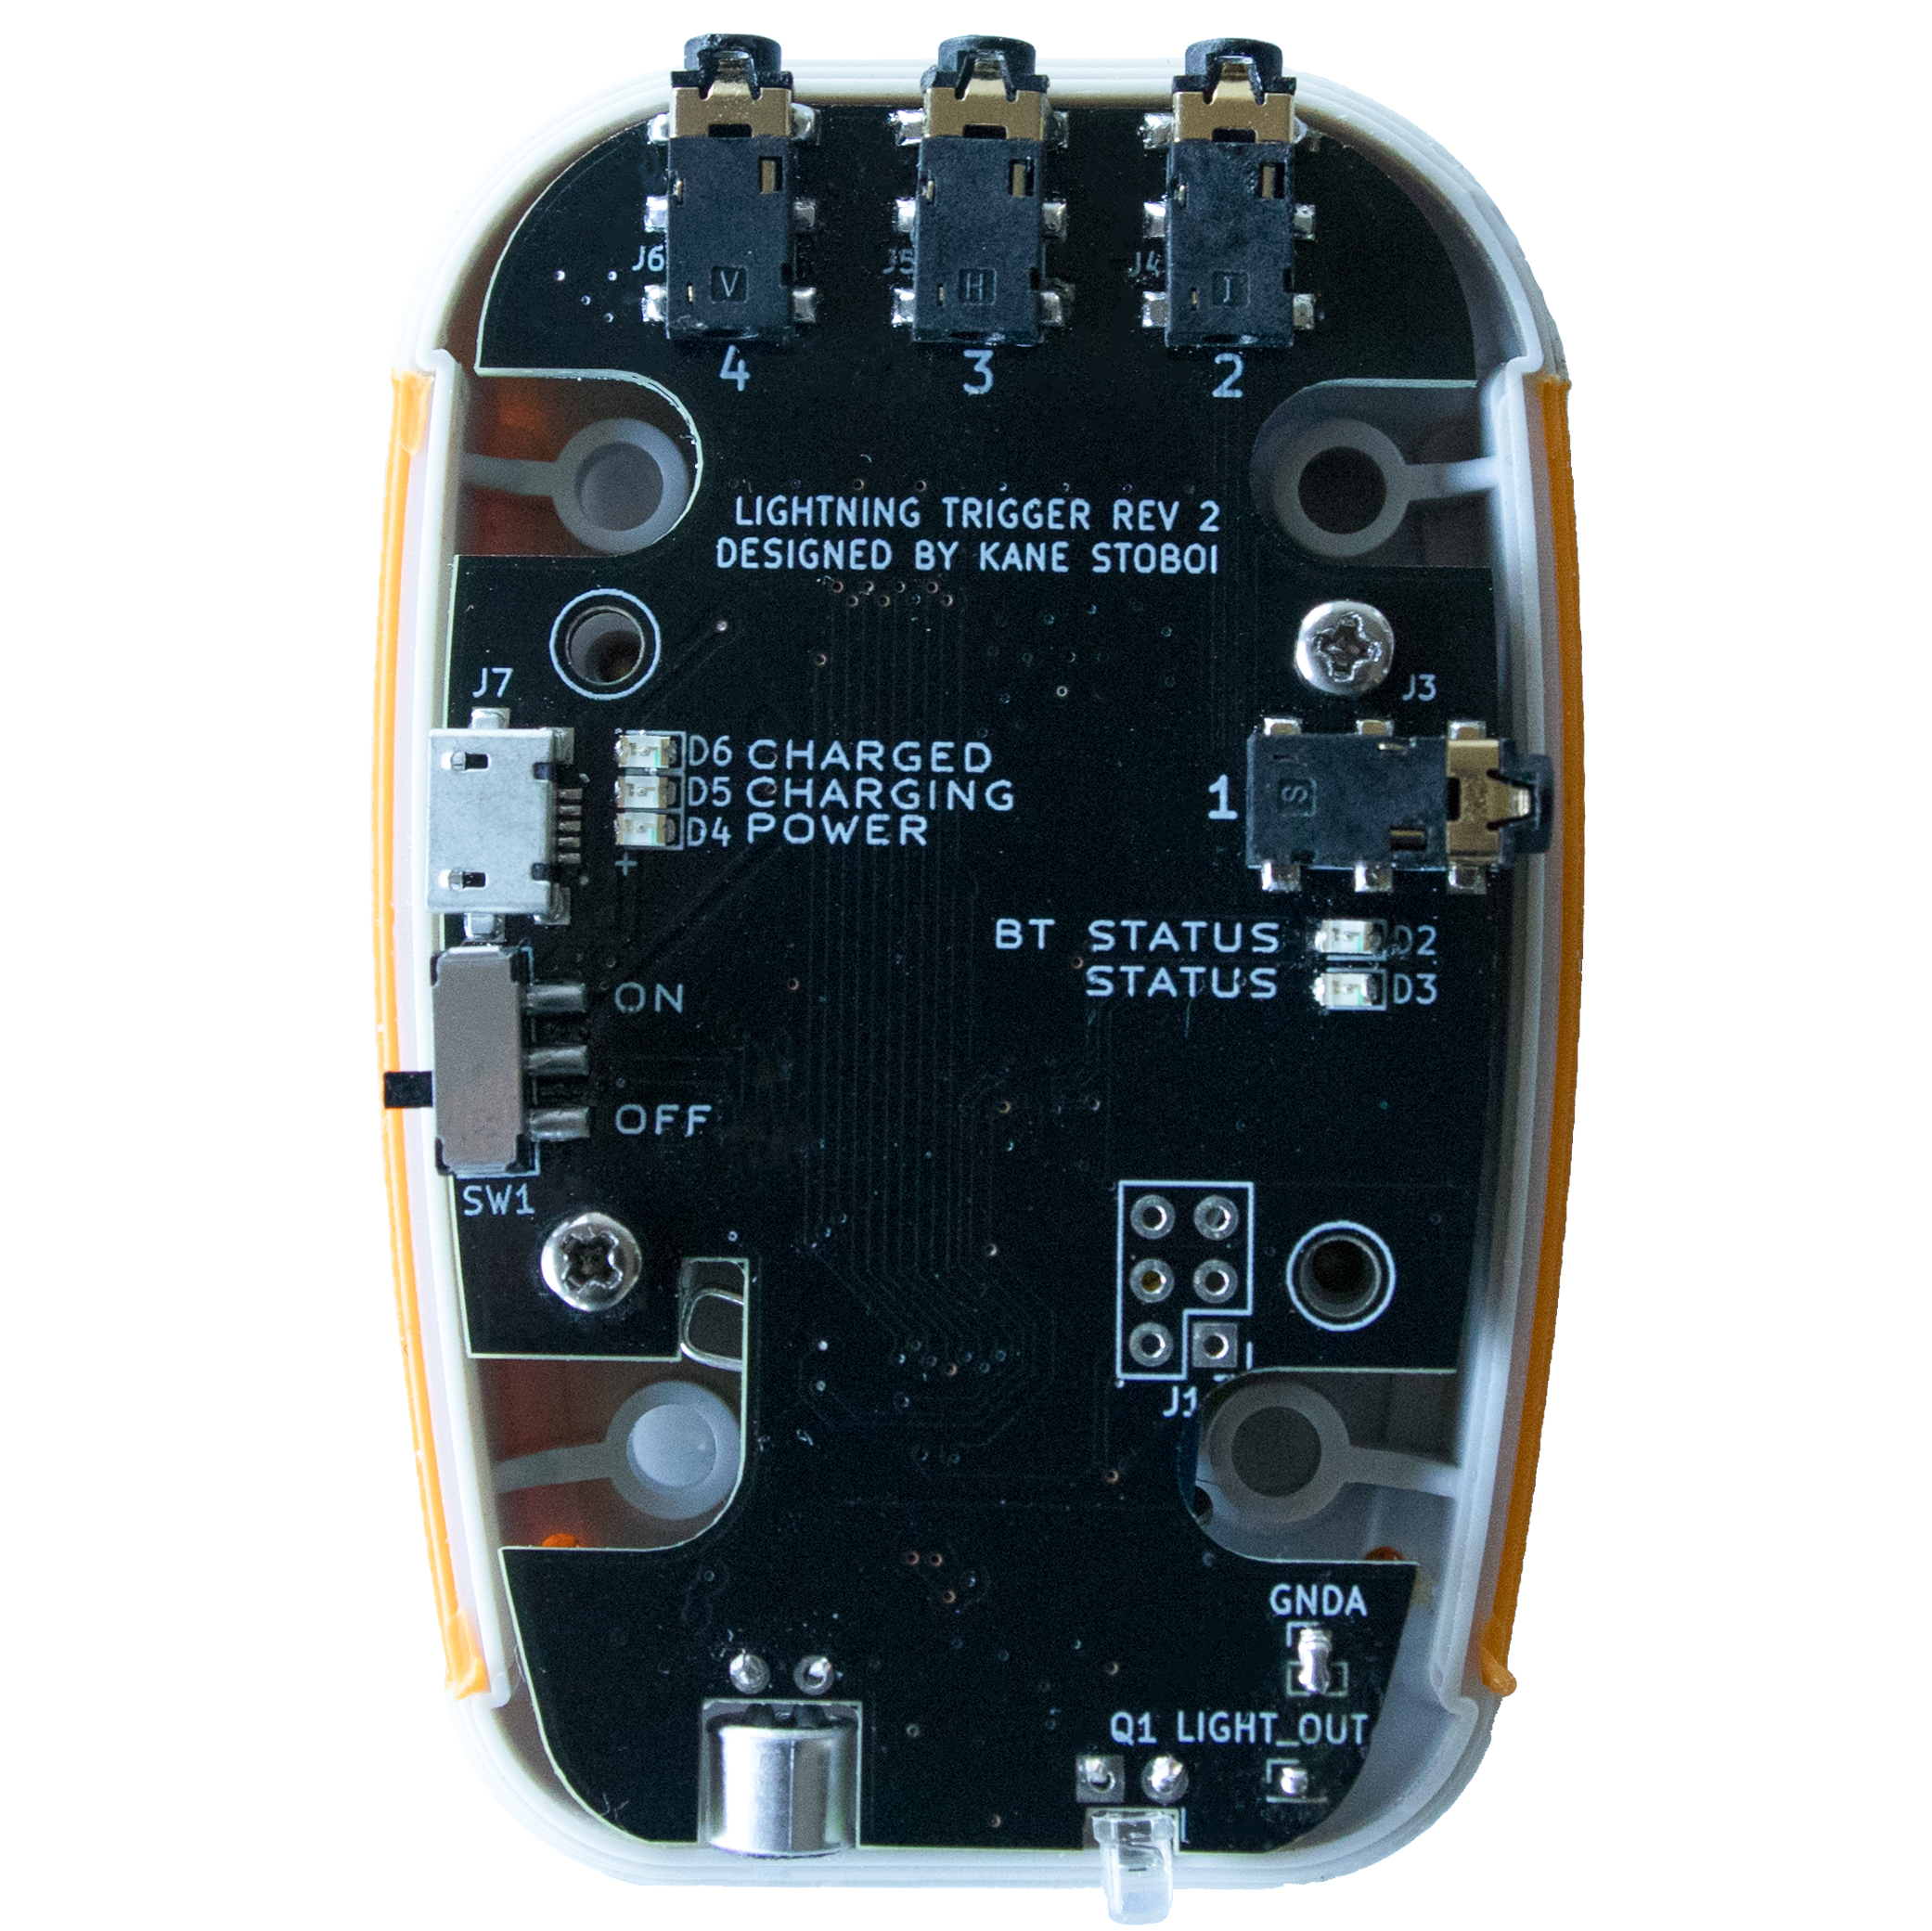 J6 J5 J4
V H J
4 3 2
LIGHTNING TRIGGER REV 2
DESIGNED BY KANE STOBOI
J7
J3
D6 CHARGED
D5 CHARGING
D4 POWER
+
1
S
BT STATUS D2
STATUS D3
ON
OFF
SW1
J1
GNDA
Q1 LIGHT_OUT